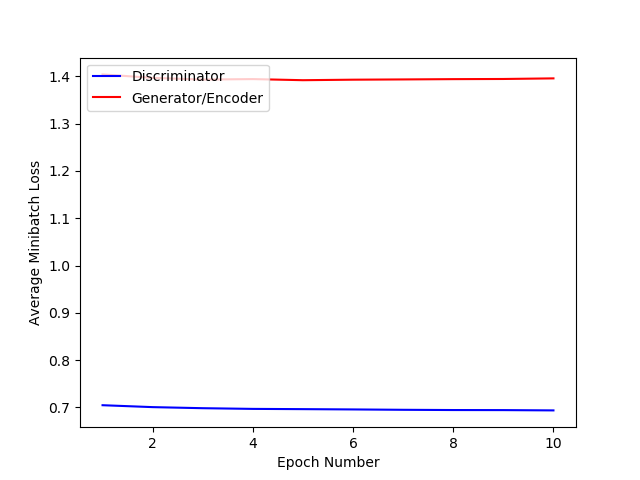 Discriminator
Generator/Encoder
1.4
1.3
1.2
1.1
1.0
0.9
0.8
0.7
Average Minibatch Loss
2 4 6 8 10
Epoch Number